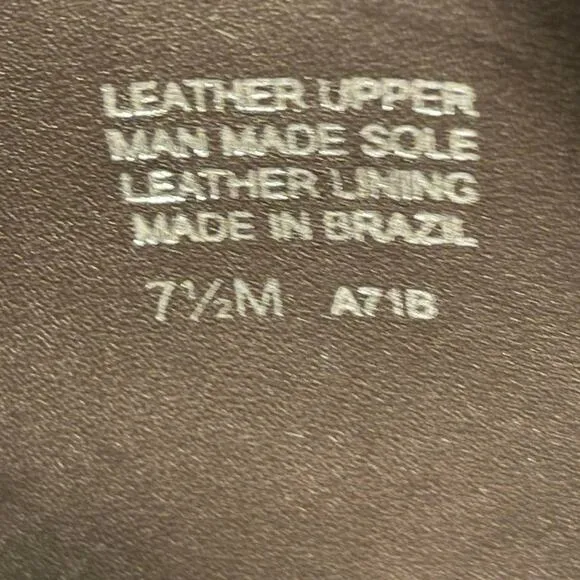 LEATHER UPPER
MAN MADE SOLE
LEATHER LINING
MADE IN BRAZIL
7½M A71B